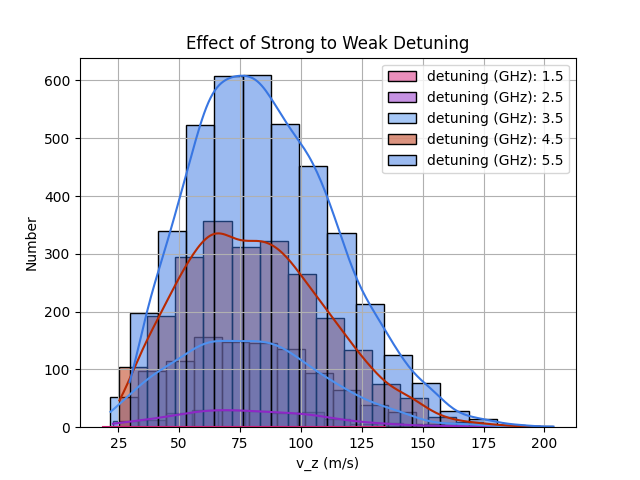 Effect of Strong to Weak Detuning
detuning (GHz): 1.5
detuning (GHz): 2.5
detuning (GHz): 3.5
detuning (GHz): 4.5
detuning (GHz): 5.5
600
500
400
300
200
100
0
Number
25 50 75 100 125 150 175 200
v_z (m/s)